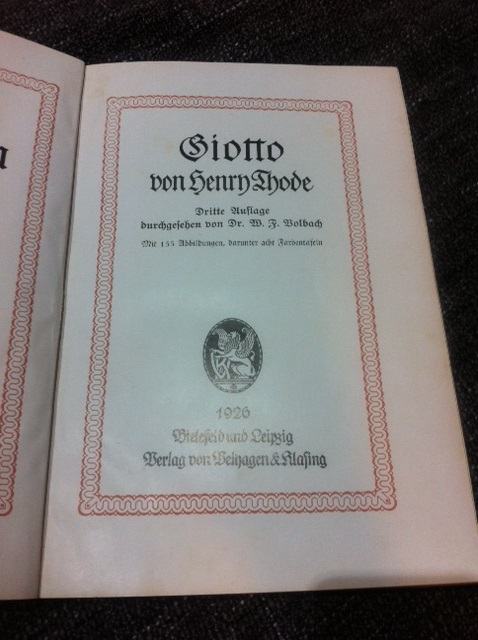 Giotto
von Henry Thode
Dritte Auflage
durchgesehen von Dr. W. F. Volbach
Mit 155 Abbildungen, darunter acht Farbentafeln
1926
Bielefeld und Leipzig
Verlag von Velhagen & Klasing
a